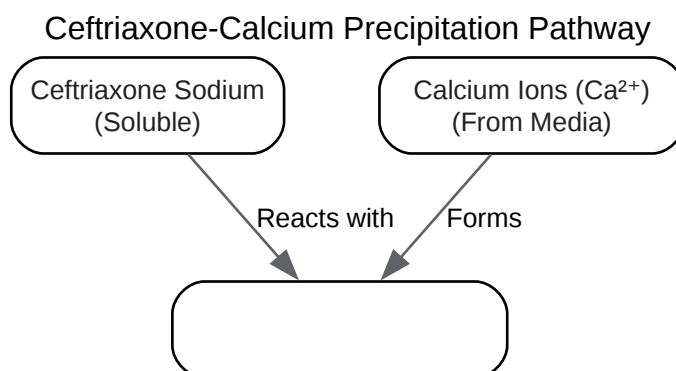 Ceftriaxone-Calcium Precipitation Pathway
Ceftriaxone Sodium
(Soluble)
Calcium Ions (Ca²⁺)
(From Media)
Reacts with
Forms